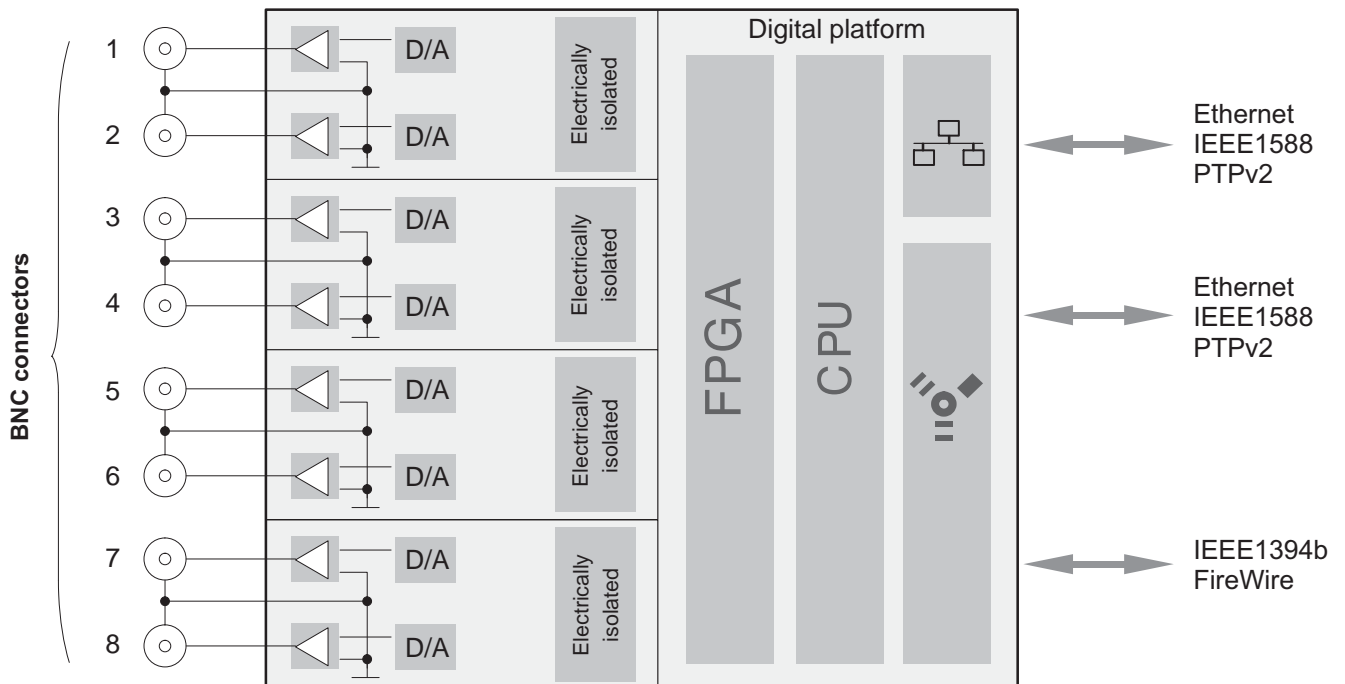 BNC connectors
1
2
3
4
5
6
7
8
D/A
D/A
D/A
D/A
D/A
D/A
D/A
D/A
Electrically
isolated
Electrically
isolated
Electrically
isolated
Electrically
isolated
Digital platform
FPGA
CPU
Ethernet
IEEE1588
PTPv2
Ethernet
IEEE1588
PTPv2
IEEE1394b
FireWire